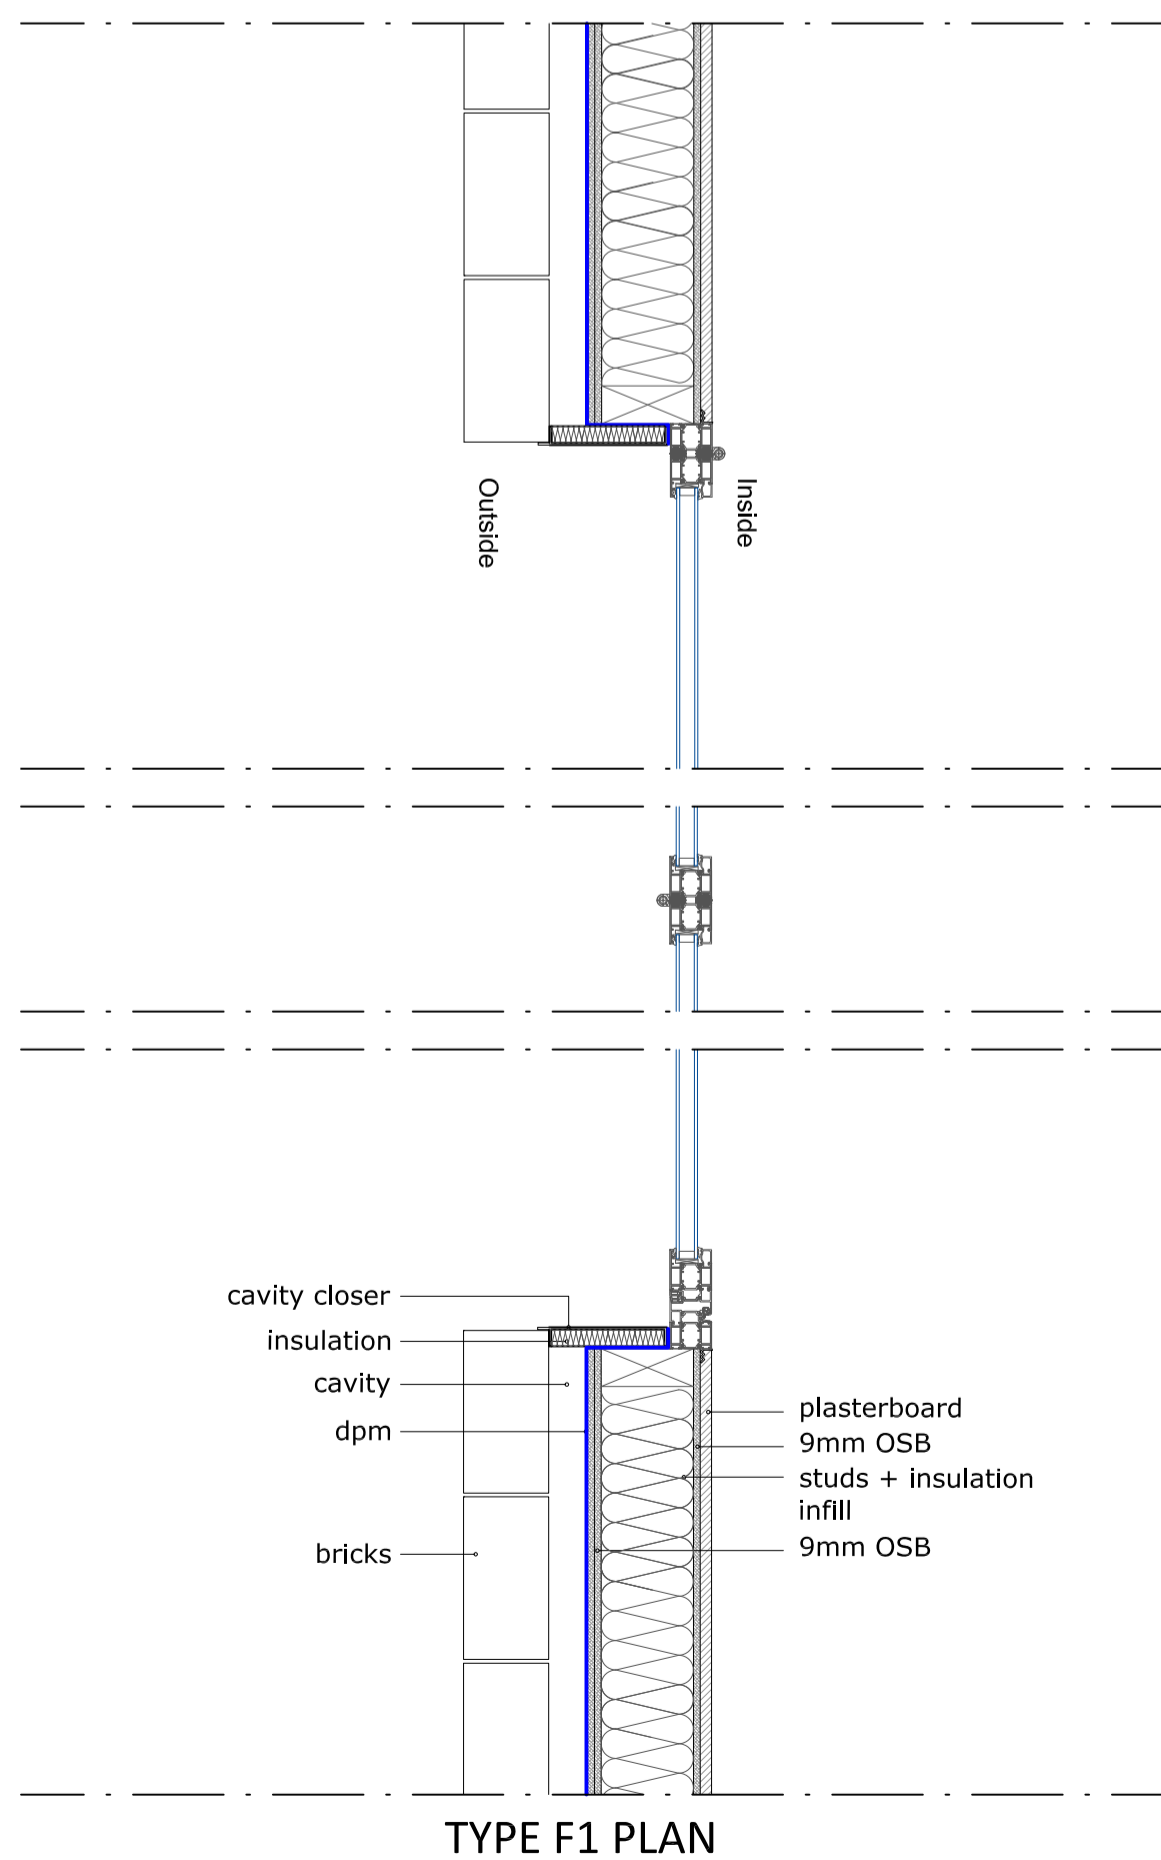 Outside
Inside
cavity closer
insulation
cavity
dpm
bricks
plasterboard
9mm OSB
studs + insulation
infill
9mm OSB
TYPE F1 PLAN